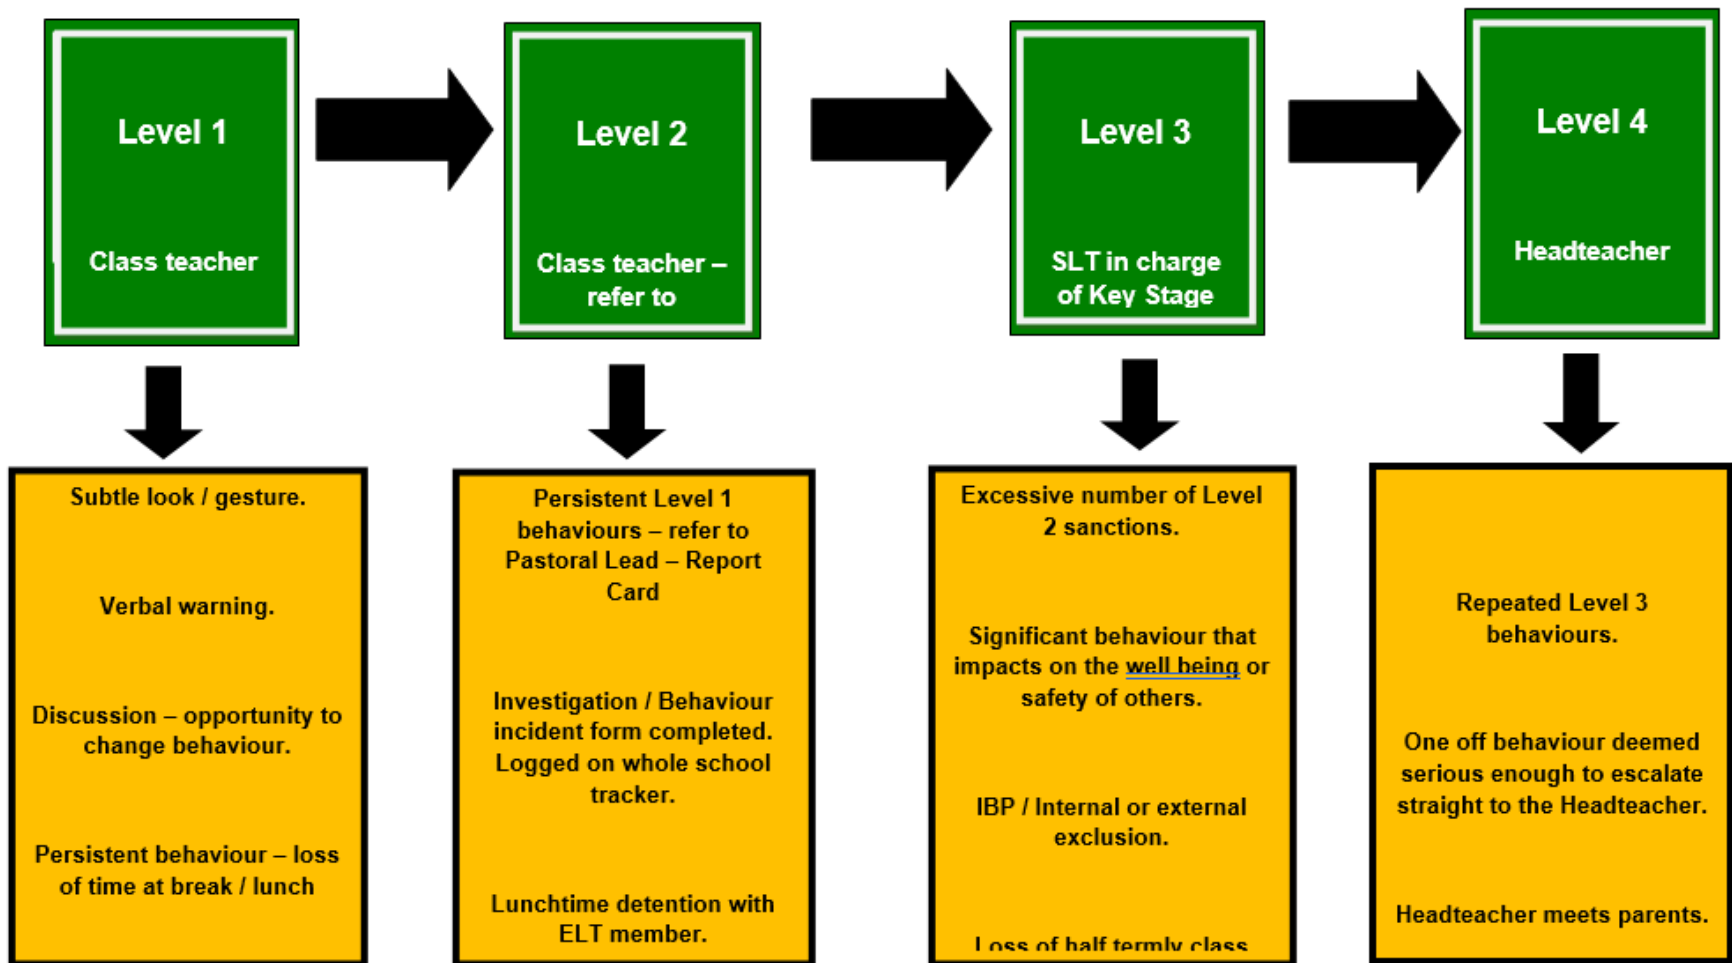 Level 1
Class teacher
Level 2
Class teacher –
refer to
Level 3
SLT in charge
of Key Stage
Level 4
Headteacher
Subtle look / gesture.
Verbal warning.
Discussion – opportunity to
change behaviour.
Persistent behaviour – loss
of time at break / lunch
Persistent Level 1
behaviours – refer to
Pastoral Lead – Report
Card
Investigation / Behaviour
incident form completed.
Logged on whole school
tracker.
Lunchtime detention with
ELT member.
Excessive number of Level
2 sanctions.
Significant behaviour that
impacts on the well being or
safety of others.
IBP / Internal or external
exclusion.
Loss of half termly class
Repeated Level 3
behaviours.
One off behaviour deemed
serious enough to escalate
straight to the Headteacher.
Headteacher meets parents.